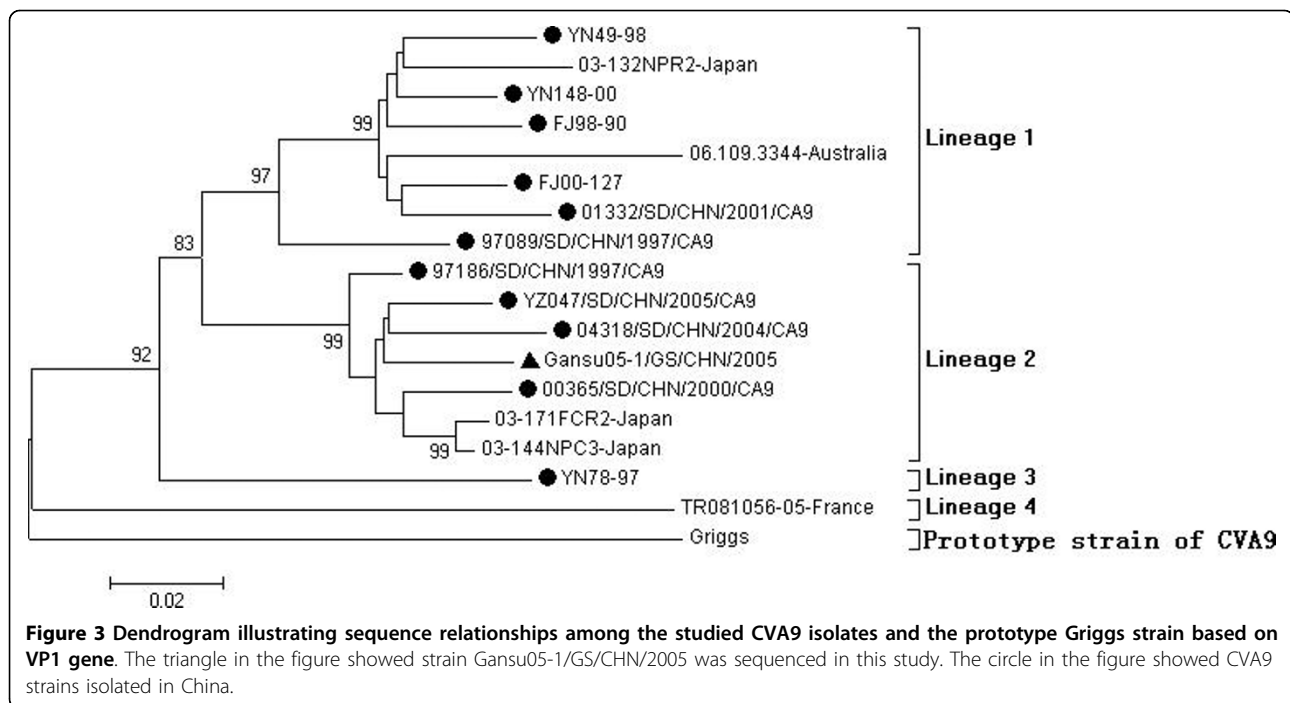 YN49-98
03-132NPR2-Japan
YN148-00
99
FJ98-90
Lineage 1
06.109.3344-Australia
97
FJ00-127
01332/SD/CHN/2001/CA9
83
97089/SD/CHN/1997/CA9
97186/SD/CHN/1997/CA9
YZ047/SD/CHN/2005/CA9
99
04318/SD/CHN/2004/CA9
92
Gansu05-1/GS/CHN/2005
Lineage 2
00365/SD/CHN/2000/CA9
03-171FCR2-Japan
99
03-144NPC3-Japan
YN78-97
Lineage 3
TR081056-05-France
Lineage 4
Griggs
Prototype strain of CVA9
0.02
Figure 3 Dendrogram illustrating sequence relationships among the studied CVA9 isolates and the prototype Griggs strain based on
VP1 gene. The triangle in the figure showed strain Gansu05-1/GS/CHN/2005 was sequenced in this study. The circle in the figure showed CVA9
strains isolated in China.